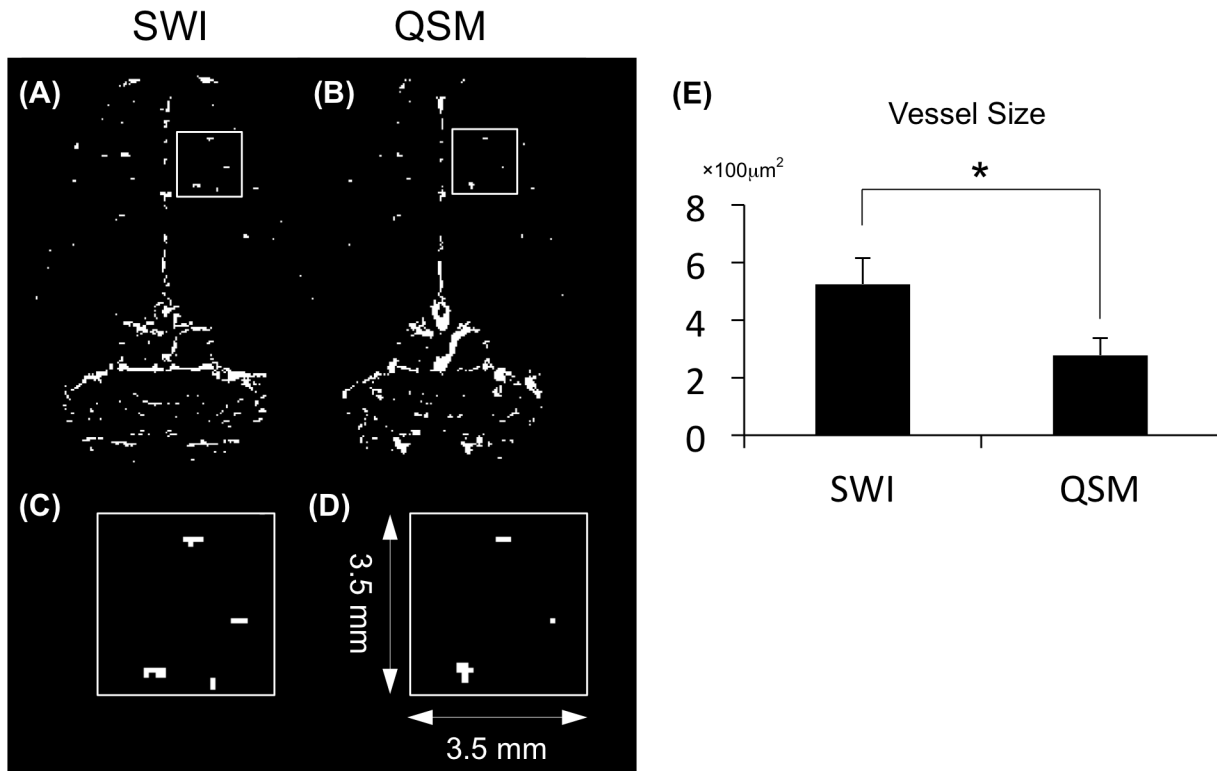 SWI
QSM
(A)
(B)
(C)
(D)
3.5 mm
3.5 mm
(E)
Vessel Size
×100μm²
*
8
6
4
2
0
SWI
QSM